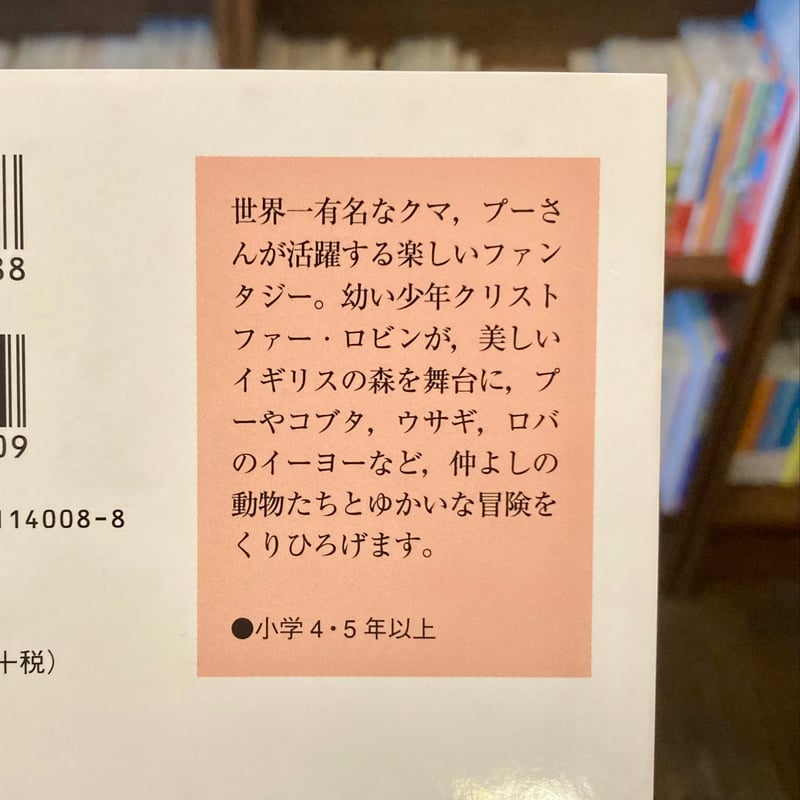 世界一有名なクマ，プーさ
んが活躍する楽しいファン
タジー。幼い少年クリスト
ファー・ロビンが，美しい
イギリスの森を舞台に，プ
ーやコブタ，ウサギ，ロバ
のイーヨーなど，仲よしの
動物たちとゆかいな冒険を
くりひろげます。
●小学4・5年以上
88
09
114008-8
+税）